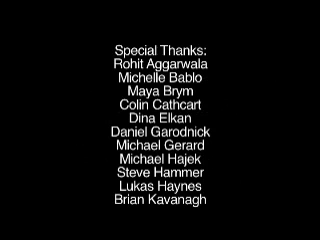 Special Thanks:
Rohit Aggarwala
Michelle Bablo
Maya Brym
Colin Cathcart
Dina Elkan
Daniel Garodnick
Michael Gerard
Michael Hajek
Steve Hammer
Lukas Haynes
Brian Kavanagh